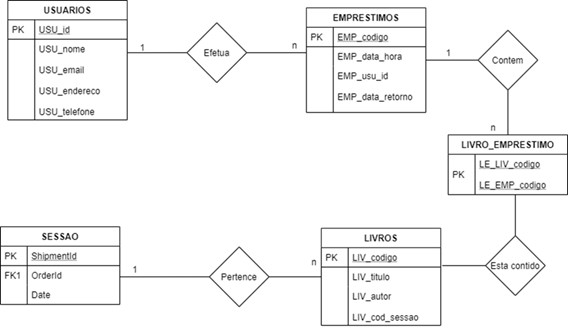 USUARIOS
PK USU_id
USU_nome
USU_email
USU_endereco
USU_telefone
1
Efetua
n
EMPRESTIMOS
PK EMP_codigo
EMP_data_hora
EMP_usu_id
EMP_data_retorno
1
Contem
n
LIVRO_EMPRESTIMO
PK
LE_LIV_codigo
LE_EMP_codigo
Esta contido
LIVROS
PK LIV_codigo
LIV_titulo
LIV_autor
LIV_cod_sessao
n
Pertence
1
SESSAO
PK ShipmentId
FK1 OrderId
Date